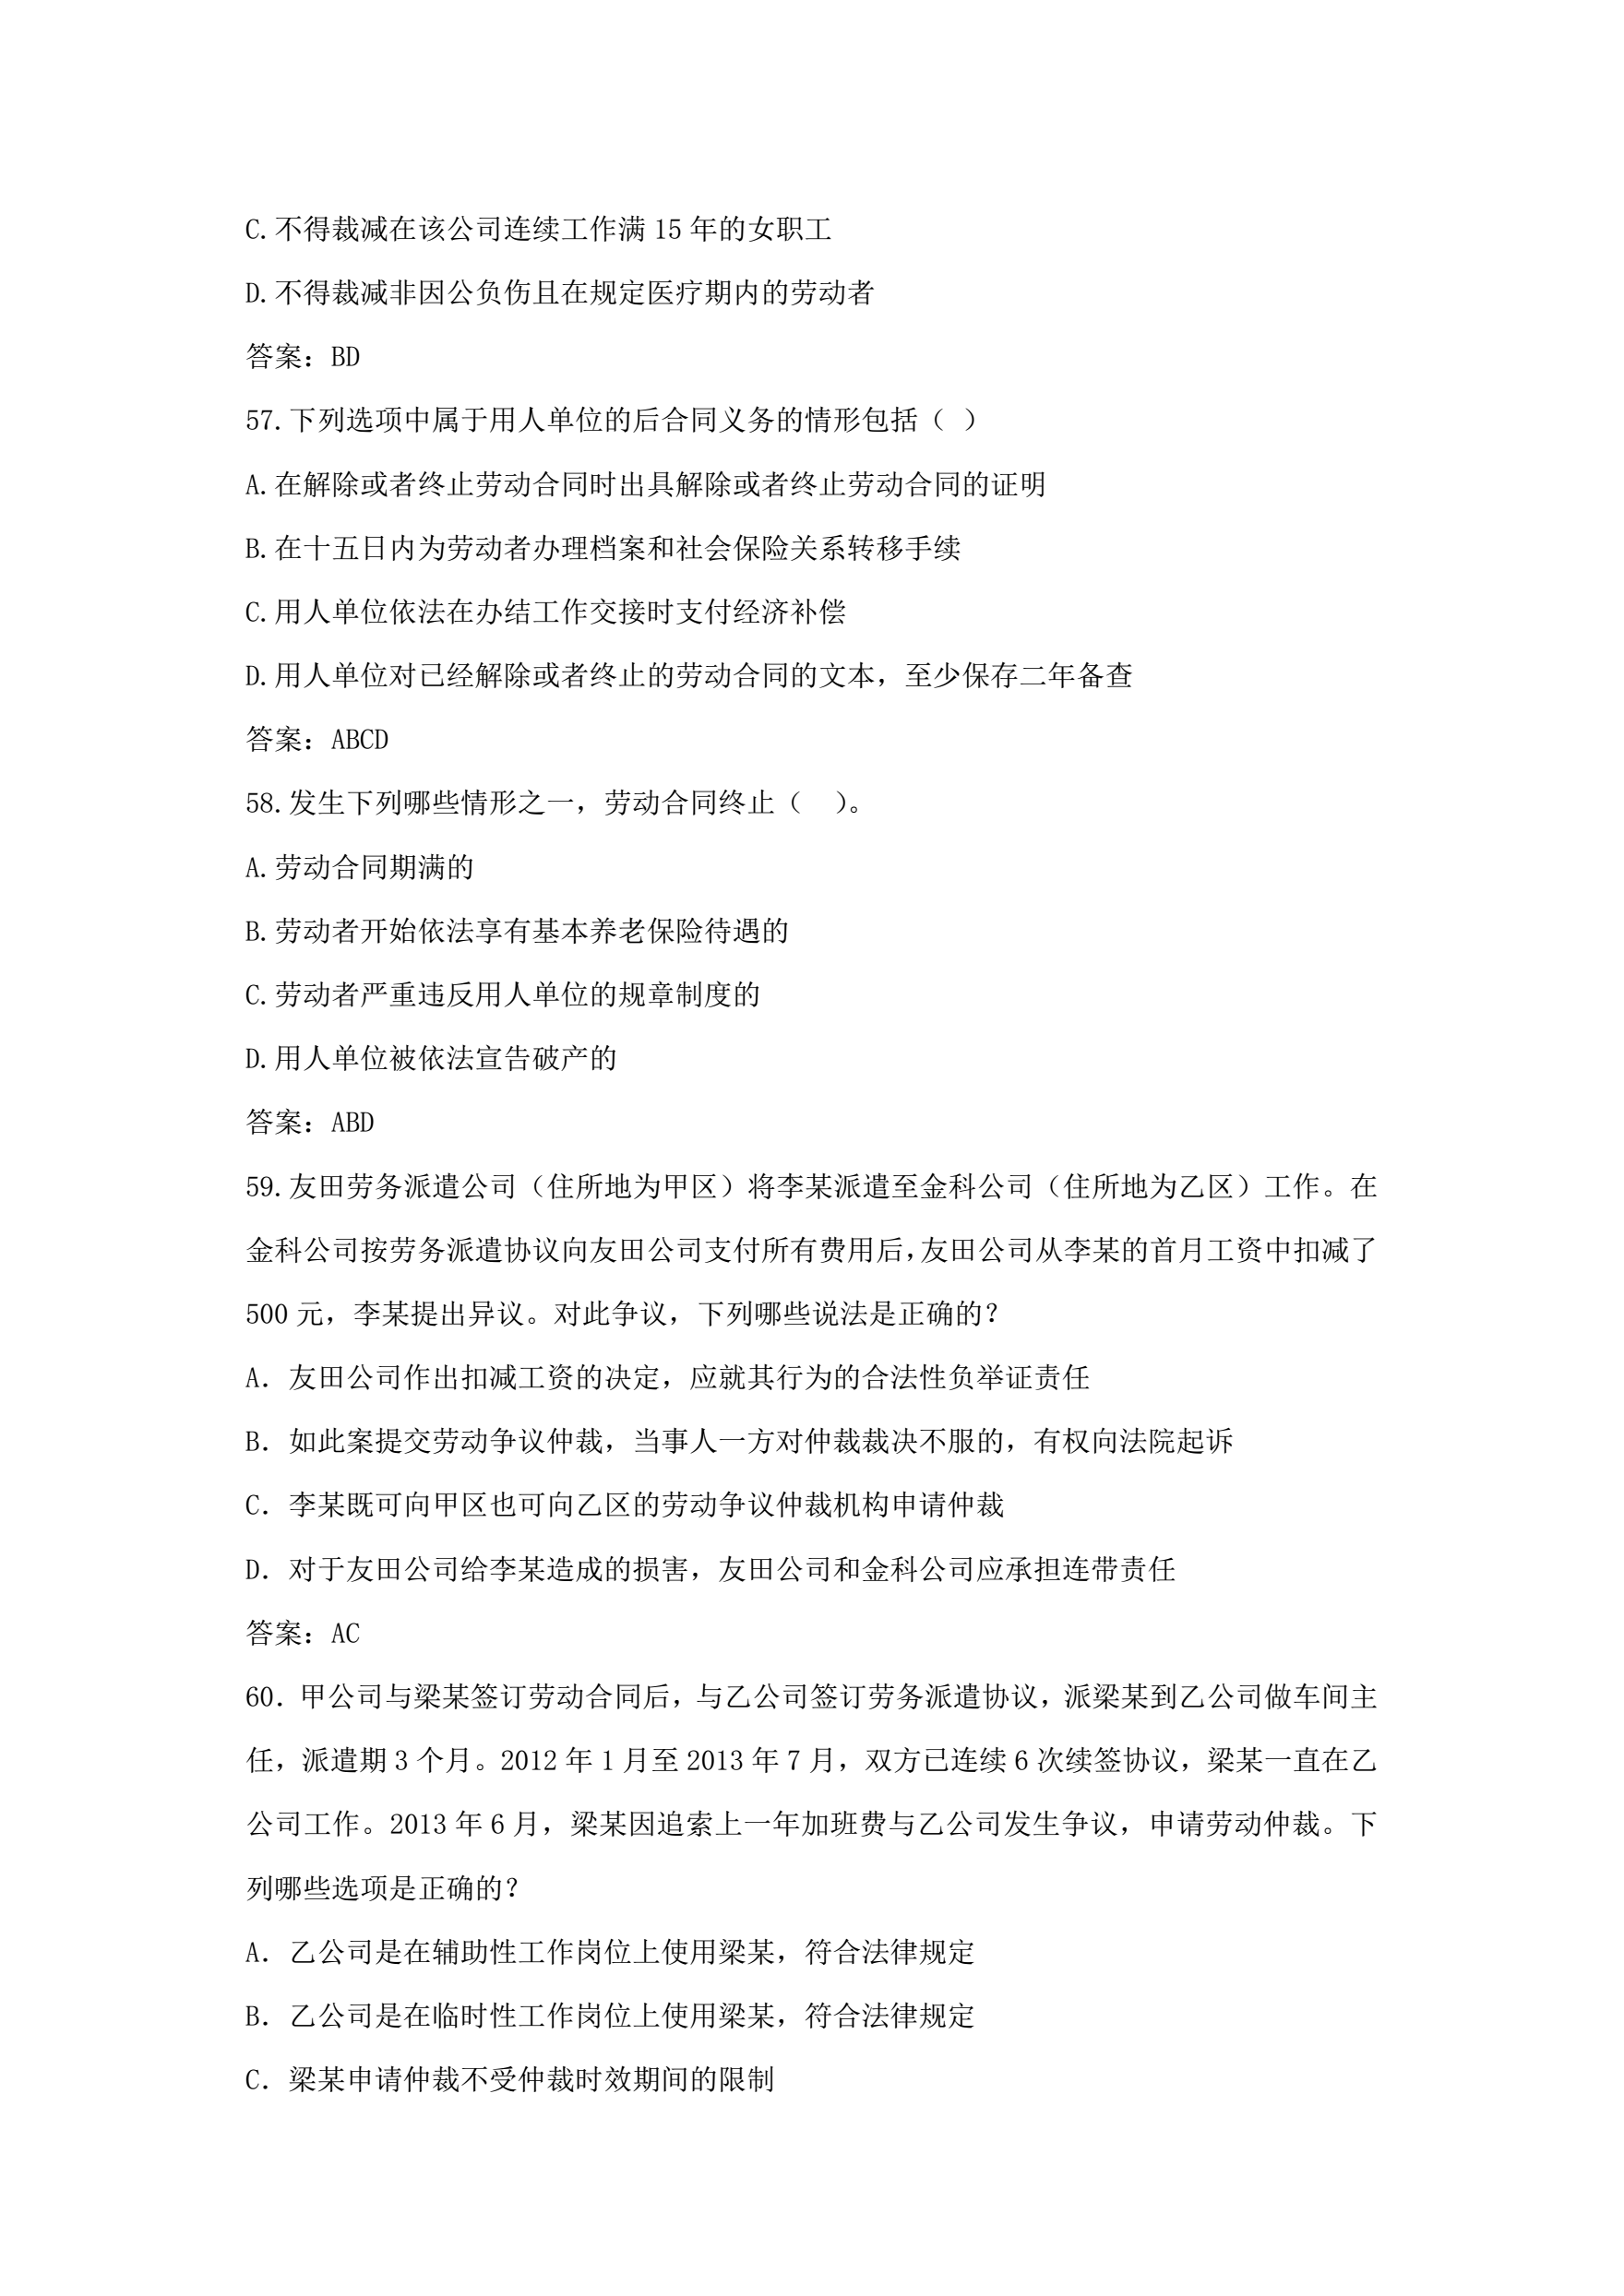 C.不得裁减在该公司连续工作满 15 年的女职工
D.不得裁减非因公负伤且在规定医疗期内的劳动者
答案：BD
57.下列选项中属于用人单位的后合同义务的情形包括（ ）
A.在解除或者终止劳动合同时出具解除或者终止劳动合同的证明
B.在十五日内为劳动者办理档案和社会保险关系转移手续
C.用人单位依法在办结工作交接时支付经济补偿
D.用人单位对已经解除或者终止的劳动合同的文本，至少保存二年备查
答案：ABCD
58.发生下列哪些情形之一，劳动合同终止（  ）。
A.劳动合同期满的
B.劳动者开始依法享有基本养老保险待遇的
C.劳动者严重违反用人单位的规章制度的
D.用人单位被依法宣告破产的
答案：ABD
59.友田劳务派遣公司（住所地为甲区）将李某派遣至金科公司（住所地为乙区）工作。在
金科公司按劳务派遣协议向友田公司支付所有费用后，友田公司从李某的首月工资中扣减了
500 元，李某提出异议。对此争议，下列哪些说法是正确的？
A．友田公司作出扣减工资的决定，应就其行为的合法性负举证责任
B．如此案提交劳动争议仲裁，当事人一方对仲裁裁决不服的，有权向法院起诉
C．李某既可向甲区也可向乙区的劳动争议仲裁机构申请仲裁
D．对于友田公司给李某造成的损害，友田公司和金科公司应承担连带责任
答案：AC
60．甲公司与梁某签订劳动合同后，与乙公司签订劳务派遣协议，派梁某到乙公司做车间主
任，派遣期 3 个月。2012 年 1 月至 2013 年 7 月，双方已连续 6 次续签协议，梁某一直在乙
公司工作。2013 年 6 月，梁某因追索上一年加班费与乙公司发生争议，申请劳动仲裁。下
列哪些选项是正确的？
A．乙公司是在辅助性工作岗位上使用梁某，符合法律规定
B．乙公司是在临时性工作岗位上使用梁某，符合法律规定
C．梁某申请仲裁不受仲裁时效期间的限制